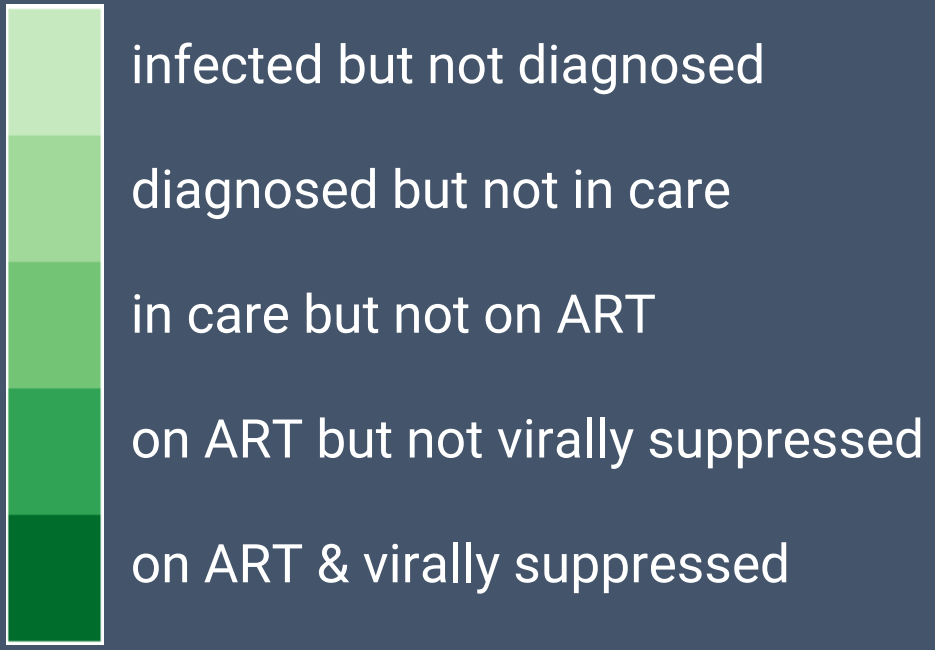 infected but not diagnosed
diagnosed but not in care
in care but not on ART
on ART but not virally suppressed
on ART & virally suppressed